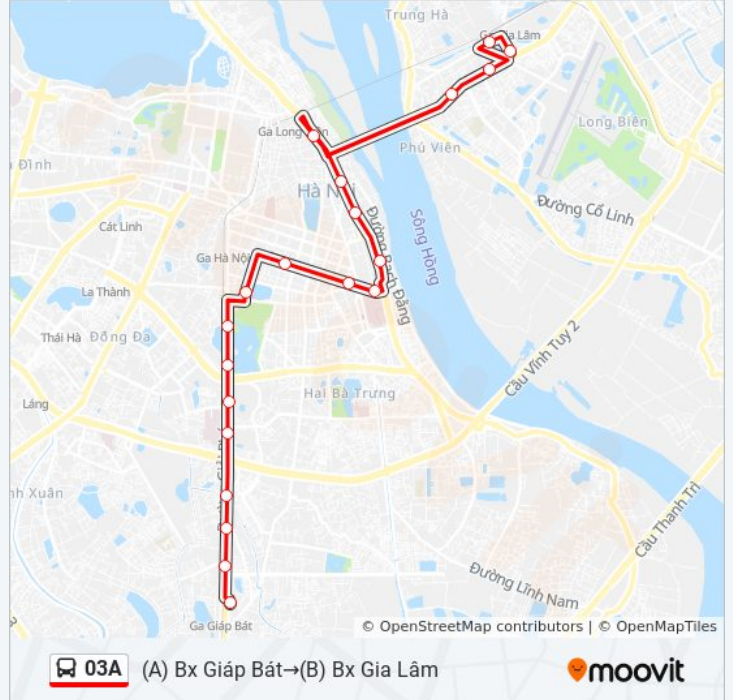 Trung Hà
Ga Gia Lâm
Long Biên
Ga Long Biên
Phú Viên
Đình
Hà Nội
Đường Cổ Linh
Cát Linh
Đường Bạch Đằng
Sông Hồng
Ga Hà Nội
La Thành
Thái Hà
Đống Đa
Cầu Vĩnh Tuy 2
Hai Bà Trưng
Láng
nh Xuân
Cầu Thanh Trì
Đường Lĩnh Nam
Ga Giáp Bát
© OpenStreetMap contributors | © OpenMapTiles
03A (A) Bx Giáp Bát→(B) Bx Gia Lâm
moovit